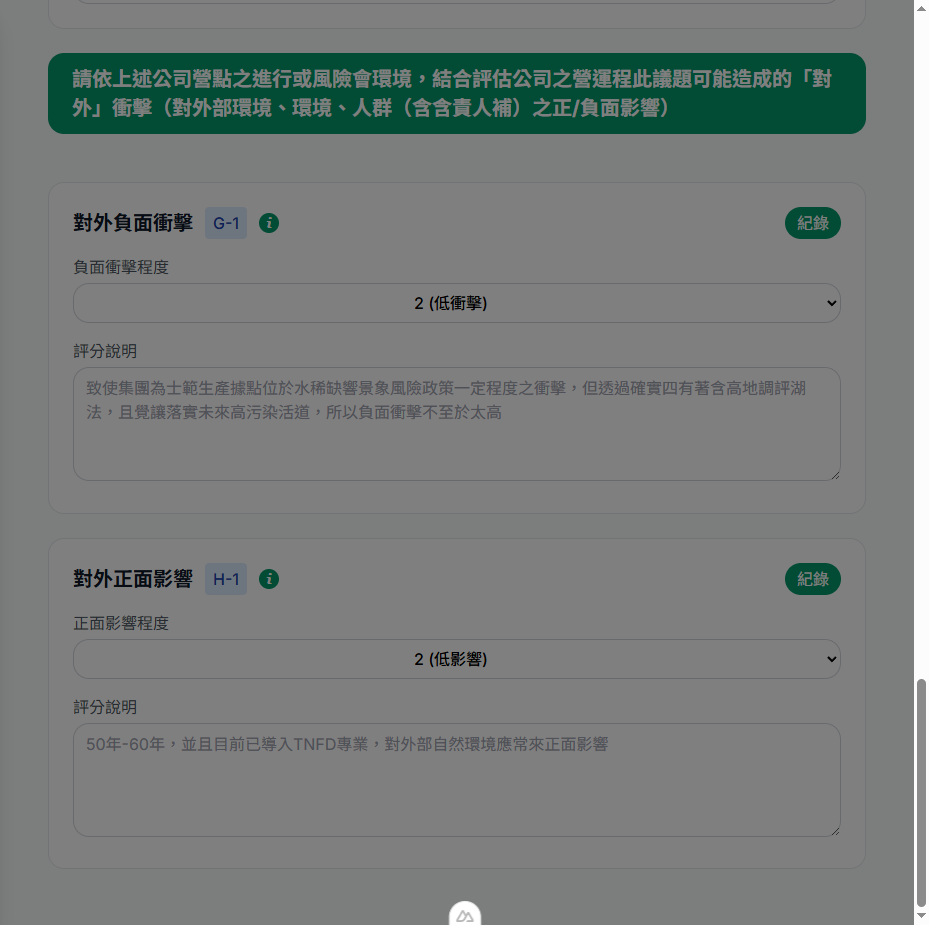 請依上述公司營點之進行或風險會環境，結合評估公司之營運程此議題可能造成的「對
外」衝擊（對外部環境、環境、人群（含含責人補）之正/負面影響）
對外負面衝擊 G-1 i 紀錄
負面衝擊程度
2 (低衝擊)
評分說明
致使集團為士範生產據點位於水稀缺響景象風險政策一定程度之衝擊，但透過確實四有著含高地調評湖
法，且覺讓落實未來高污染活道，所以負面衝擊不至於太高
對外正面影響 H-1 i 紀錄
正面影響程度
2 (低影響)
評分說明
50年-60年，並且目前已導入TNFD專業，對外部自然環境應常來正面影響